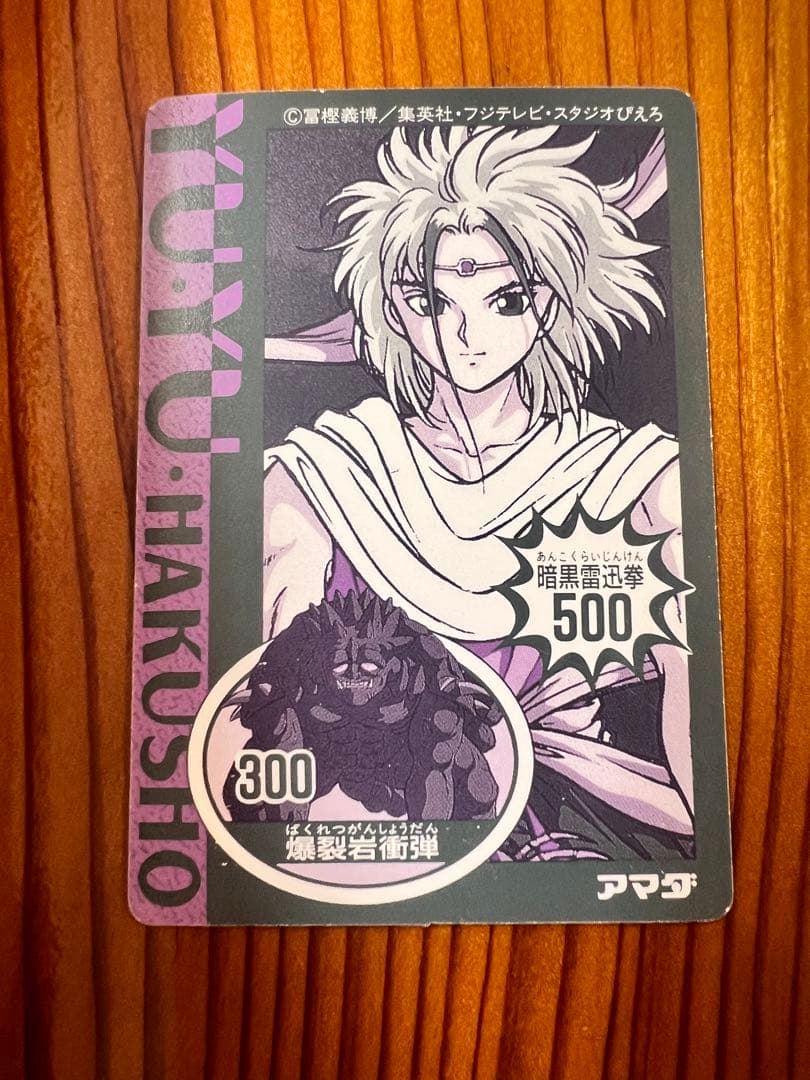 ©冨樫義博／集英社・フジテレビ・スタジオぴえろ
YU・YU・HAKUSHO
あんこくらいじんけん
暗黒雷迅拳
500
300
ばくれつがんしょうだん
爆裂岩衝弾
アマダ